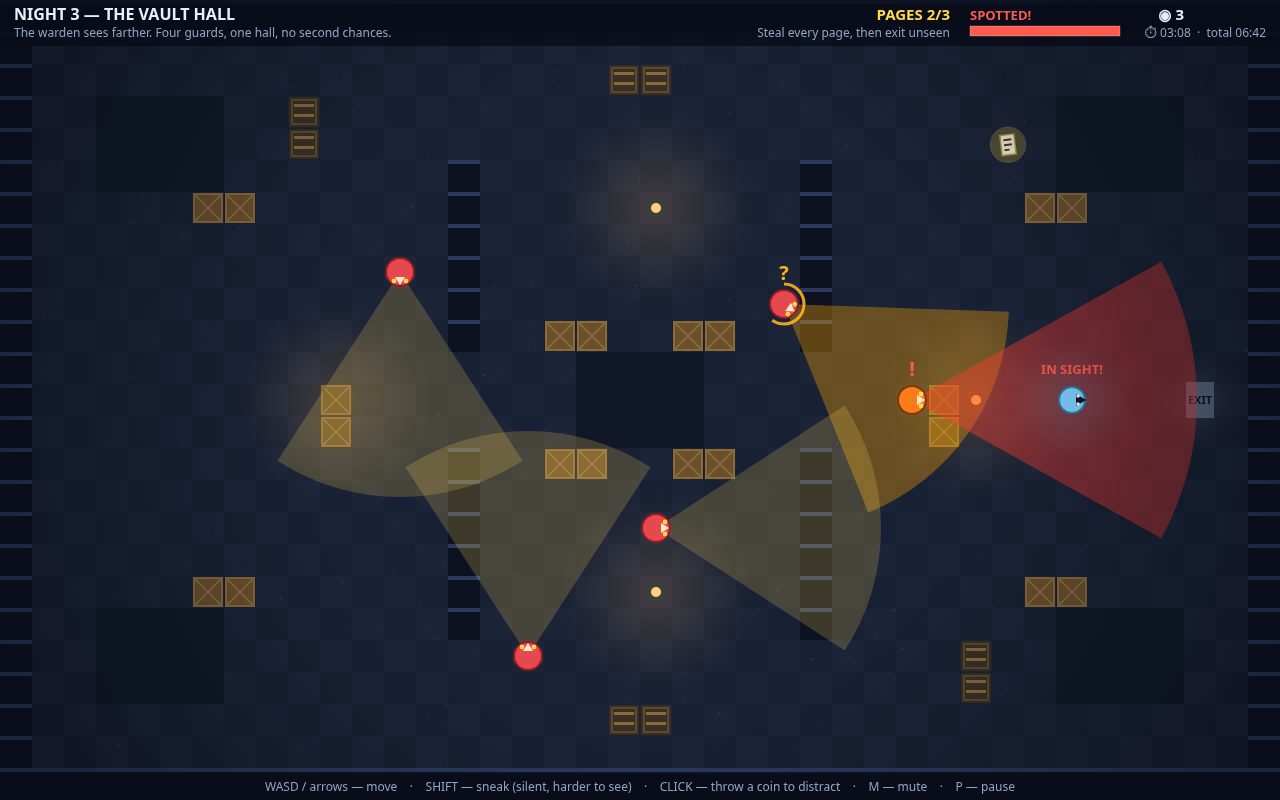 NIGHT 3 — THE VAULT HALL
The warden sees farther. Four guards, one hall, no second chances.
PAGES 2/3
Steal every page, then exit unseen
SPOTTED!
◉ 3
⏱ 03:08 · total 06:42
?
!
IN SIGHT!
EXIT
WASD / arrows — move · SHIFT — sneak (silent, harder to see) · CLICK — throw a coin to distract · M — mute · P — pause